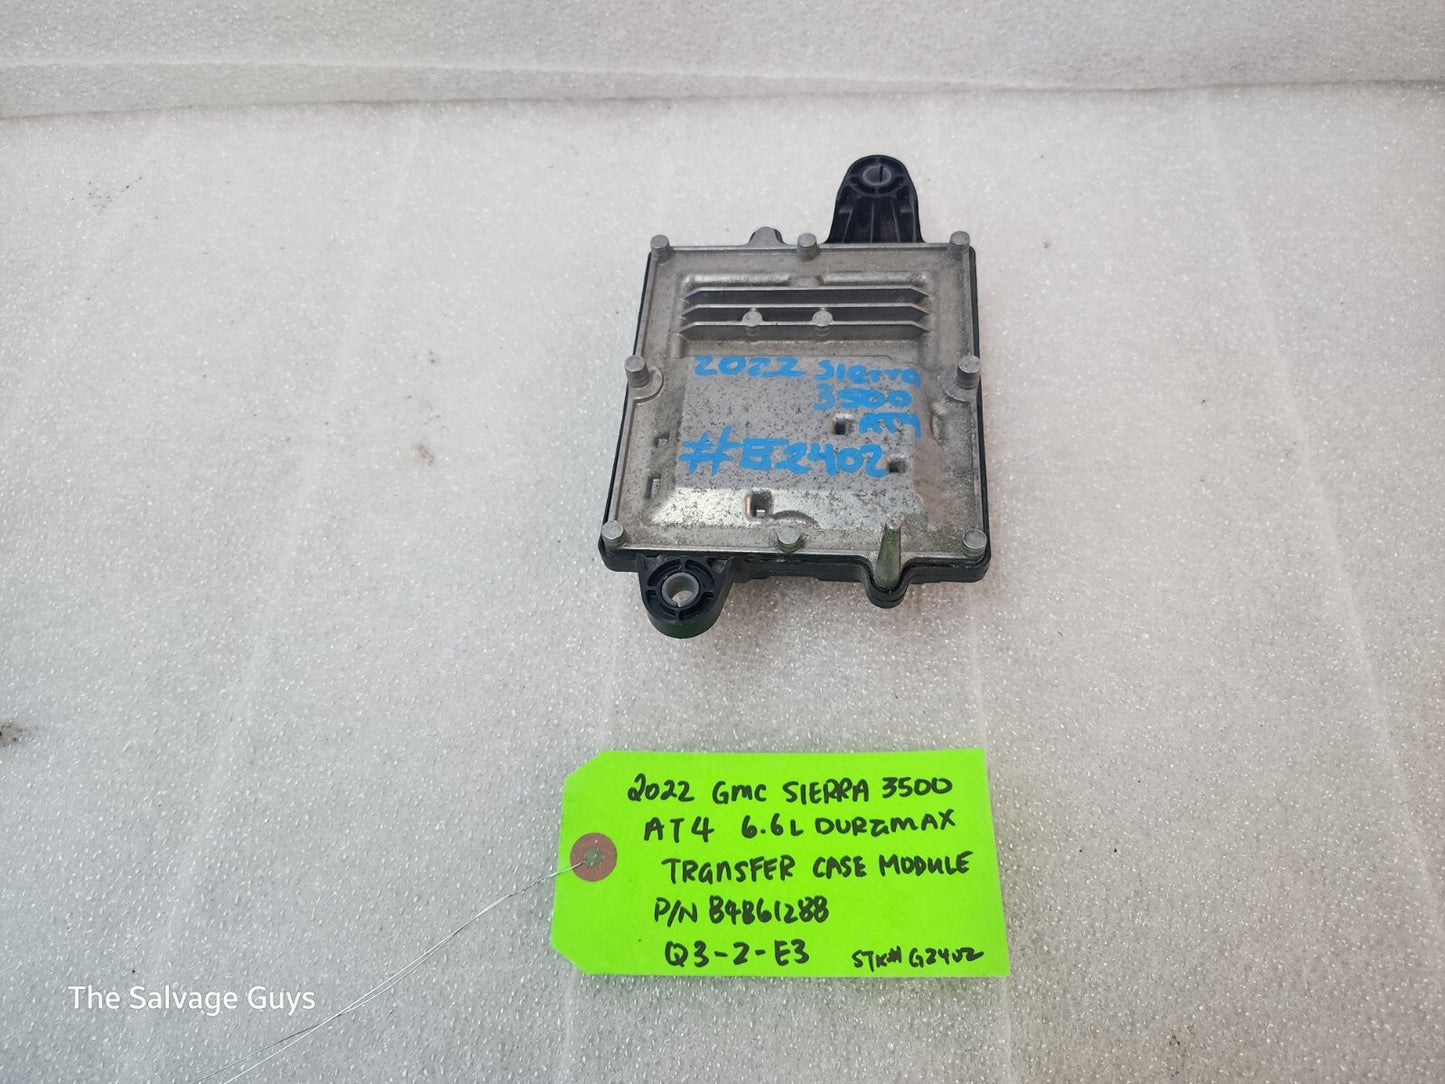 2022 Sierra
3500
AT4
#G2402
2022 GMC SIERRA 3500
AT4 6.6L DURAMAX
TRANSFER CASE MODULE
P/N 84861288
Q3-2-E3 STK# G2402
The Salvage Guys